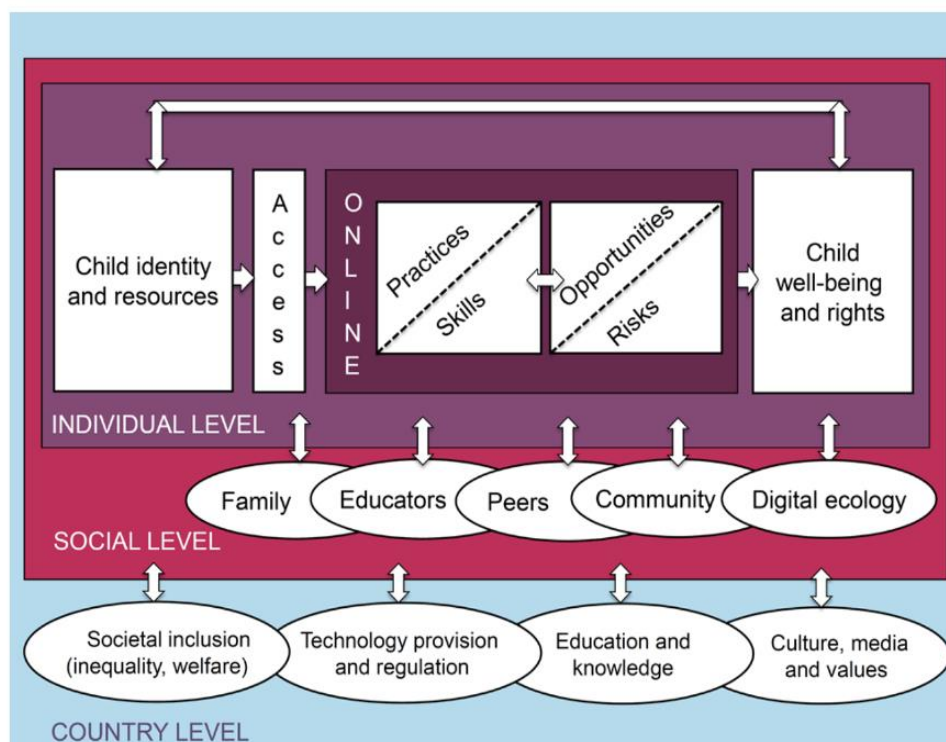 Child identity
and resources
Access
ONLINE
Practices
Skills
Opportunities
Risks
Child
well-being
and rights
INDIVIDUAL LEVEL
Family
Educators
Peers
Community
Digital ecology
SOCIAL LEVEL
Societal inclusion
(inequality, welfare)
Technology provision
and regulation
Education and
knowledge
Culture, media
and values
COUNTRY LEVEL